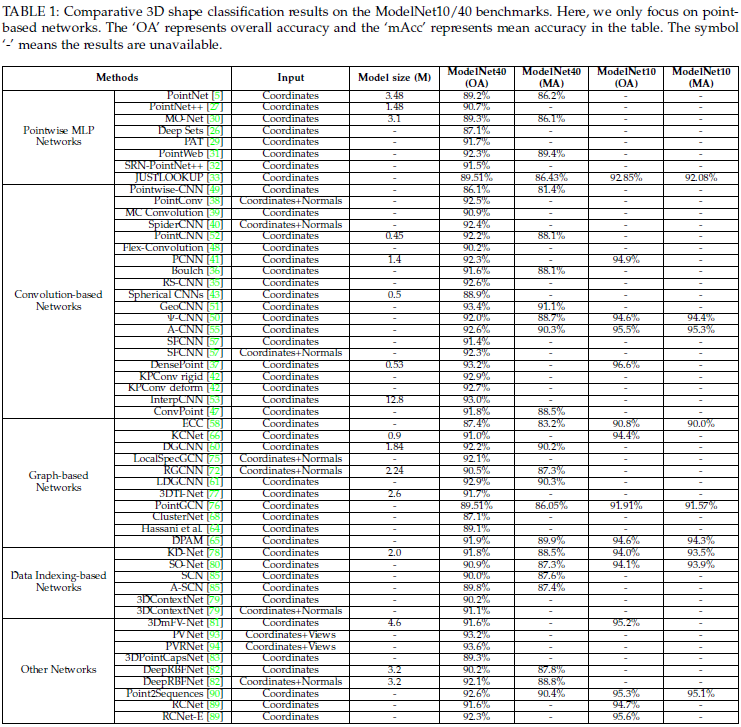 TABLE 1: Comparative 3D shape classification results on the ModelNet10/40 benchmarks. Here, we only focus on point-
based networks. The ‘OA’ represents overall accuracy and the ‘mAcc’ represents mean accuracy in the table. The symbol
‘-’ means the results are unavailable.
Methods Input Model size (M) ModelNet40 (OA) ModelNet40 (MA) ModelNet10 (OA) ModelNet10 (MA)
Pointwise MLP Networks
PointNet [5] Coordinates 3.48 89.2% 86.2% - -
PointNet++ [27] Coordinates 1.48 90.7% - - -
MO-Net [30] Coordinates 3.1 89.3% 86.1% - -
Deep Sets [26] Coordinates - 87.1% - - -
PAT [29] Coordinates - 91.7% - - -
PointWeb [31] Coordinates - 92.3% 89.4% - -
SRN-PointNet++ [32] Coordinates - 91.5% - - -
JUSTLOOKUP [33] Coordinates - 89.51% 86.43% 92.85% 92.08%
Convolution-based Networks
Pointwise-CNN [49] Coordinates - 86.1% 81.4% - -
PointConv [38] Coordinates+Normals - 92.5% - - -
MC Convolution [39] Coordinates - 90.9% - - -
SpiderCNN [40] Coordinates+Normals - 92.4% - - -
PointCNN [52] Coordinates 0.45 92.2% 88.1% - -
Flex-Convolution [48] Coordinates - 90.2% - - -
PCNN [41] Coordinates 1.4 92.3% - 94.9% -
Boulch [36] Coordinates - 91.6% 88.1% - -
RS-CNN [35] Coordinates - 92.6% - - -
Spherical CNNs [43] Coordinates 0.5 88.9% - - -
GeoCNN [51] Coordinates - 93.4% 91.1% - -
Ψ-CNN [50] Coordinates - 92.0% 88.7% 94.6% 94.4%
A-CNN [55] Coordinates - 92.6% 90.3% 95.5% 95.3%
SFCNN [57] Coordinates - 91.4% - - -
SFCNN [57] Coordinates+Normals - 92.3% - - -
DensePoint [37] Coordinates 0.53 93.2% - 96.6% -
KPConv rigid [42] Coordinates - 92.9% - - -
KPConv deform [42] Coordinates - 92.7% - - -
InterpCNN [53] Coordinates 12.8 93.0% - - -
ConvPoint [47] Coordinates - 91.8% 88.5% - -
Graph-based Networks
ECC [58] Coordinates - 87.4% 83.2% 90.8% 90.0%
KCNet [66] Coordinates 0.9 91.0% - 94.4% -
DGCNN [60] Coordinates 1.84 92.2% 90.2% - -
LocalSpecGCN [75] Coordinates+Normals - 92.1% - - -
RGCNN [72] Coordinates+Normals 2.24 90.5% 87.3% - -
LDGCNN [61] Coordinates - 92.9% 90.3% - -
3DTI-Net [77] Coordinates 2.6 91.7% - - -
PointGCN [76] Coordinates - 89.51% 86.05% 91.91% 91.57%
ClusterNet [68] Coordinates - 87.1% - - -
Hassani et al. [64] Coordinates - 89.1% - - -
DPAM [65] Coordinates - 91.9% 89.9% 94.6% 94.3%
Data Indexing-based Networks
KD-Net [78] Coordinates 2.0 91.8% 88.5% 94.0% 93.5%
SO-Net [80] Coordinates - 90.9% 87.3% 94.1% 93.9%
SCN [85] Coordinates - 90.0% 87.6% - -
A-SCN [85] Coordinates - 89.8% 87.4% - -
3DContextNet [79] Coordinates - 90.2% - - -
3DContextNet [79] Coordinates+Normals - 91.1% - - -
Other Networks
3DmFV-Net [81] Coordinates 4.6 91.6% - 95.2% -
PVNet [93] Coordinates+Views - 93.2% - - -
PVRNet [94] Coordinates+Views - 93.6% - - -
3DPointCapsNet [83] Coordinates - 89.3% - - -
DeepRBFNet [82] Coordinates 3.2 90.2% 87.8% - -
DeepRBFNet [82] Coordinates+Normals 3.2 92.1% 88.8% - -
Point2Sequences [90] Coordinates - 92.6% 90.4% 95.3% 95.1%
RCNet [89] Coordinates - 91.6% - 94.7% -
RCNet-E [89] Coordinates - 92.3% - 95.6% -